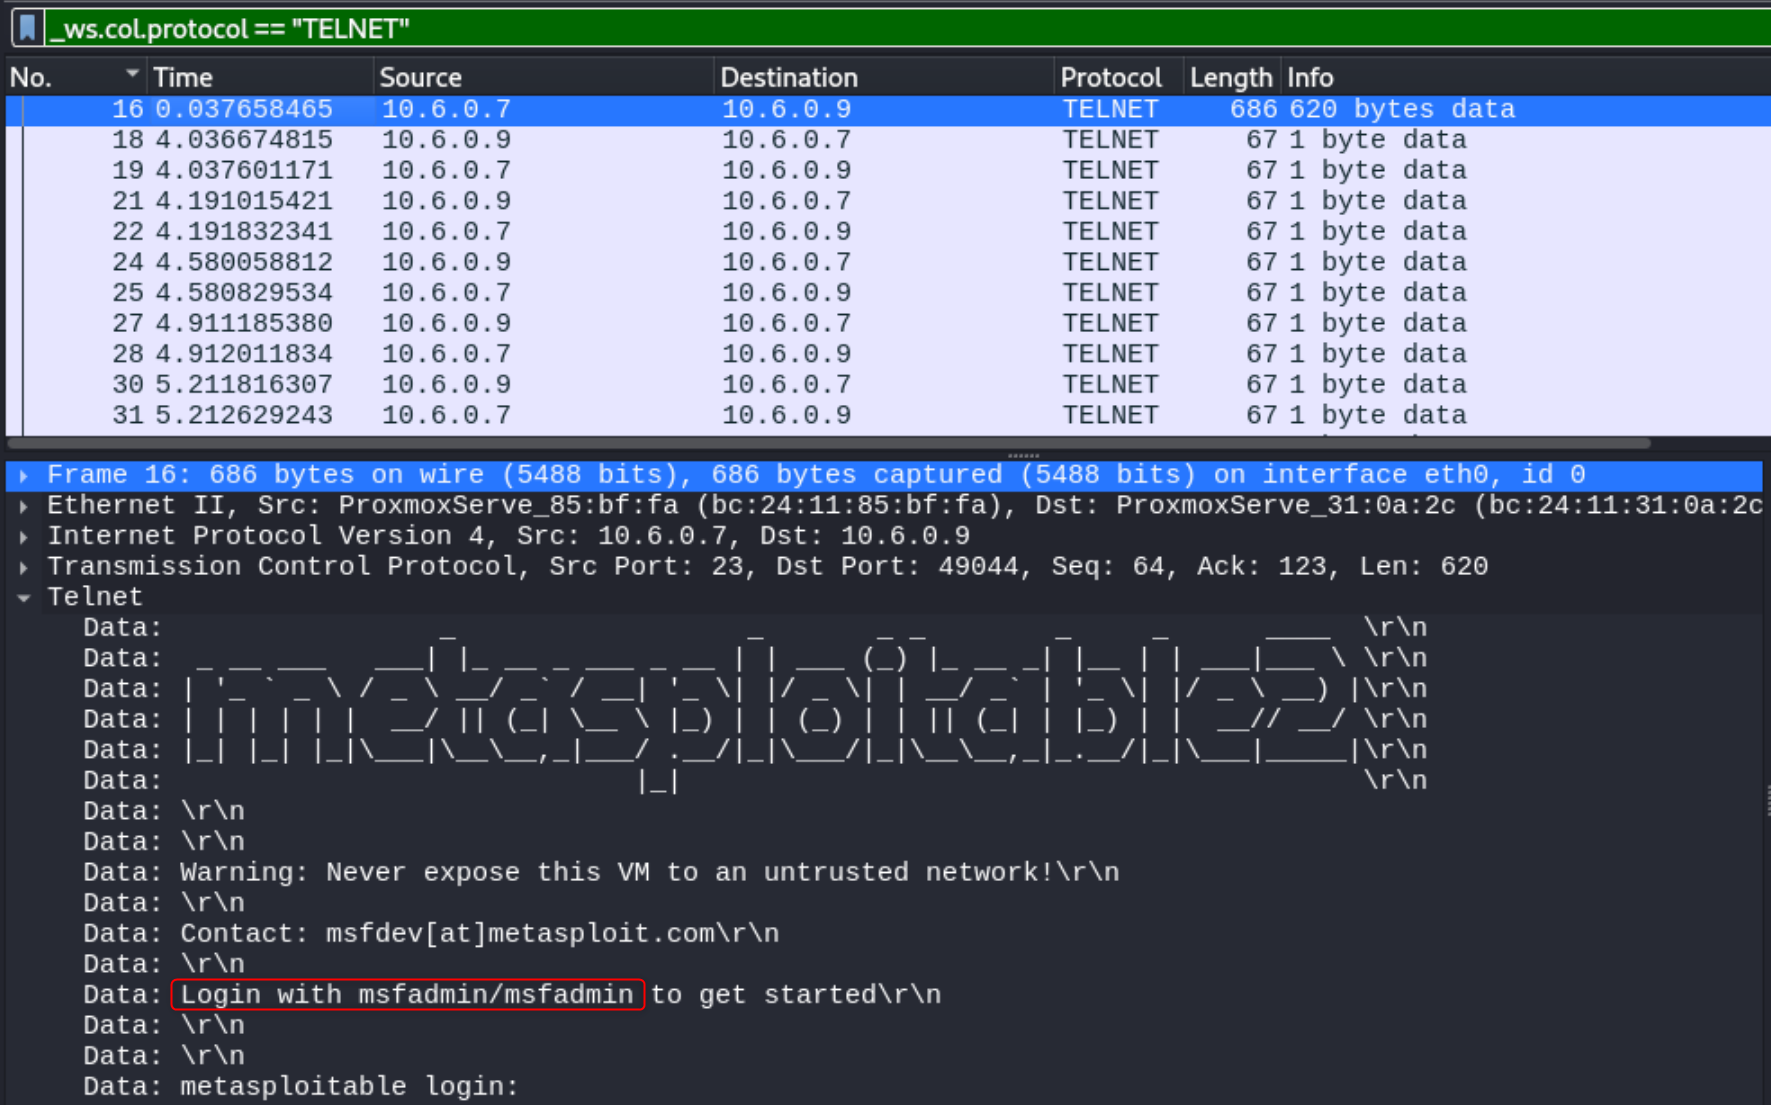 _ws.col.protocol == "TELNET"
No. Time Source Destination Protocol Length Info
16 0.037658465 10.6.0.7 10.6.0.9 TELNET 686 620 bytes data
18 4.036674815 10.6.0.9 10.6.0.7 TELNET 67 1 byte data
19 4.037601171 10.6.0.7 10.6.0.9 TELNET 67 1 byte data
21 4.191015421 10.6.0.9 10.6.0.7 TELNET 67 1 byte data
22 4.191832341 10.6.0.7 10.6.0.9 TELNET 67 1 byte data
24 4.580058812 10.6.0.9 10.6.0.7 TELNET 67 1 byte data
25 4.580829534 10.6.0.7 10.6.0.9 TELNET 67 1 byte data
27 4.911185380 10.6.0.9 10.6.0.7 TELNET 67 1 byte data
28 4.912011834 10.6.0.7 10.6.0.9 TELNET 67 1 byte data
30 5.211816307 10.6.0.9 10.6.0.7 TELNET 67 1 byte data
31 5.212629243 10.6.0.7 10.6.0.9 TELNET 67 1 byte data
Frame 16: 686 bytes on wire (5488 bits), 686 bytes captured (5488 bits) on interface eth0, id 0
Ethernet II, Src: ProxmoxServe_85:bf:fa (bc:24:11:85:bf:fa), Dst: ProxmoxServe_31:0a:2c (bc:24:11:31:0a:2c
Internet Protocol Version 4, Src: 10.6.0.7, Dst: 10.6.0.9
Transmission Control Protocol, Src Port: 23, Dst Port: 49044, Seq: 64, Ack: 123, Len: 620
Telnet
Data:                  _                  _       _ _        _     _      ____  \r\n
Data:  _ __ ___   ___| |_ __ _ ___ _ __ | | ___ (_) |_ __ _| |__ | | ___|___ \ \r\n
Data: | '_ ` _ \ / _ \ __/ _` / __| '_ \| |/ _ \| | __/ _` | '_ \| |/ _ \ __) |\r\n
Data: | | | | | |  __/ || (_| \__ \ |_) | | (_) | | || (_| | |_) | |  __// __/ \r\n
Data: |_| |_| |_|\___|\__\__,_|___/ .__/|_|\___/|_|\__\__,_|_.__/|_|\___|_____|\r\n
Data:                             |_|                                          \r\n
Data: \r\n
Data: \r\n
Data: Warning: Never expose this VM to an untrusted network!\r\n
Data: \r\n
Data: Contact: msfdev[at]metasploit.com\r\n
Data: \r\n
Data: Login with msfadmin/msfadmin to get started\r\n
Data: \r\n
Data: \r\n
Data: metasploitable login: